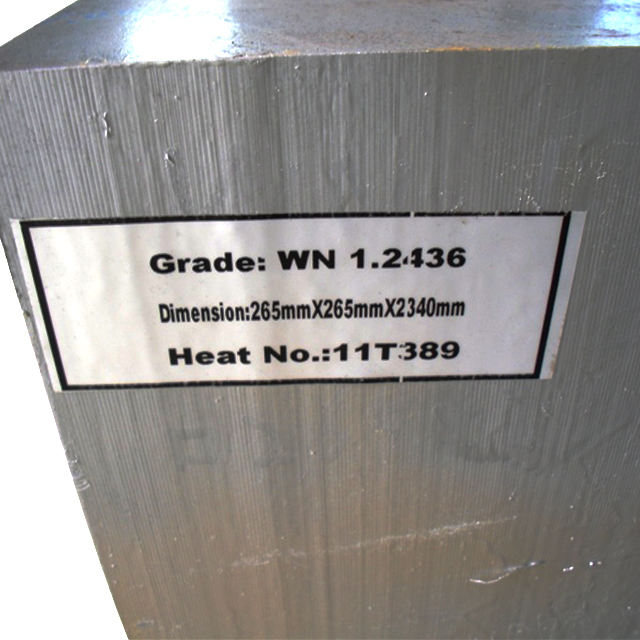 Grade: WN 1.2436
Dimension:265mmX265mmX2340mm
Heat No.:11T389